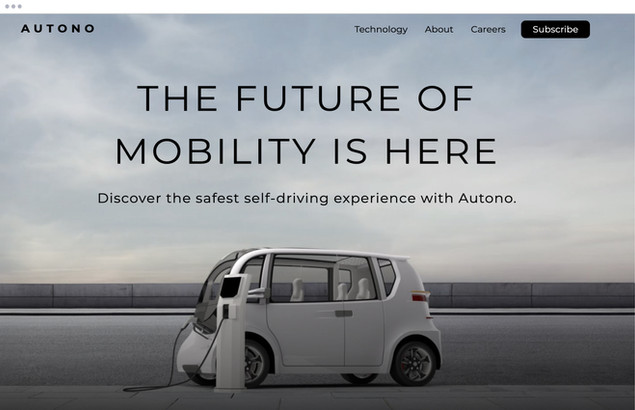 AUTONO
Technology About Careers Subscribe
THE FUTURE OF
MOBILITY IS HERE
Discover the safest self-driving experience with Autono.